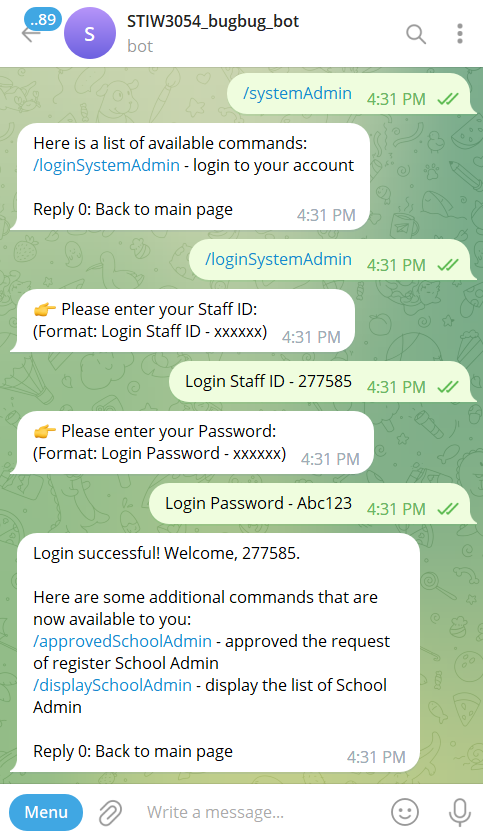 ..89
S
STIW3054_bugbug_bot
bot
/systemAdmin
4:31 PM
Here is a list of available commands:
/loginSystemAdmin - login to your account
Reply 0: Back to main page
4:31 PM
/loginSystemAdmin
4:31 PM
👉 Please enter your Staff ID:
(Format: Login Staff ID - xxxxxx)
4:31 PM
Login Staff ID - 277585
4:31 PM
👉 Please enter your Password:
(Format: Login Password - xxxxxx)
4:31 PM
Login Password - Abc123
4:31 PM
Login successful! Welcome, 277585.
Here are some additional commands that are
now available to you:
/approvedSchoolAdmin - approved the request
of register School Admin
/displaySchoolAdmin - display the list of School
Admin
Reply 0: Back to main page
4:31 PM
Menu
Write a message...